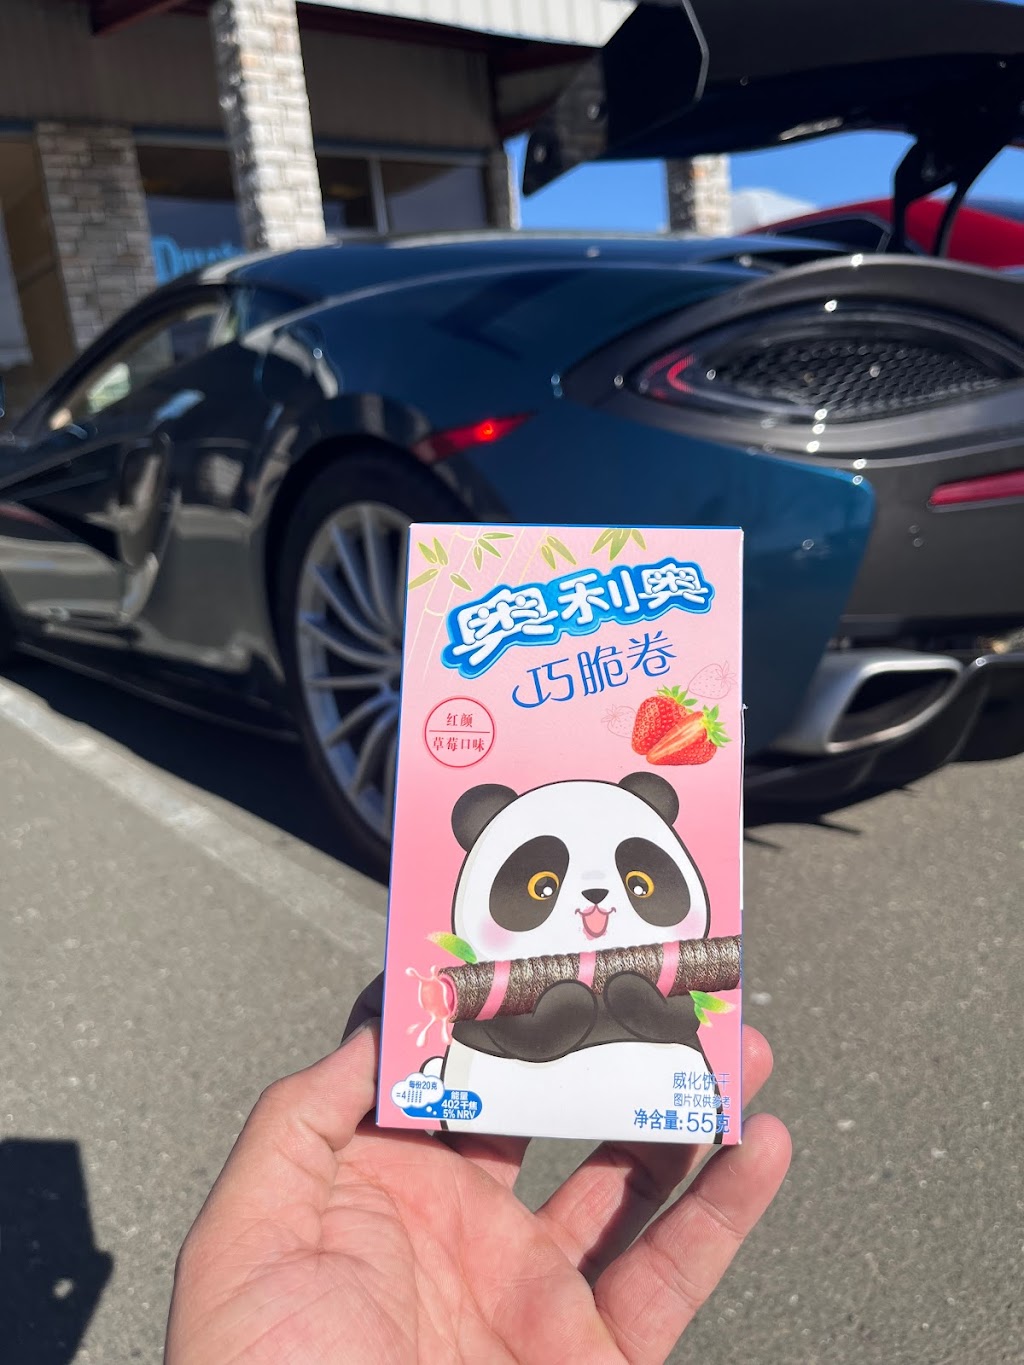 奥利奥
巧脆卷
红颜
草莓口味
每份20克
=4
能量
402千焦
5% NRV
威化饼干
图片仅供参考
净含量:55克